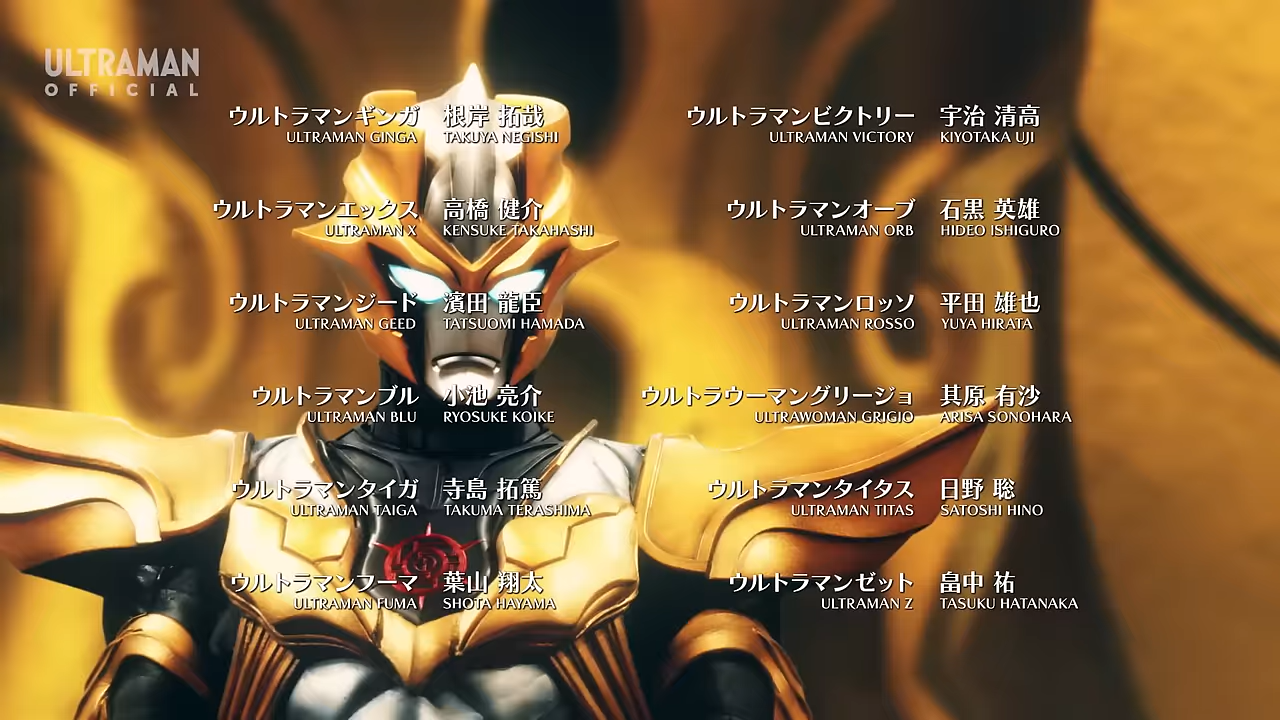 ULTRAMAN
OFFICIAL
ウルトラマンギンガ 根岸 拓哉
ULTRAMAN GINGA TAKUYA NEGISHI
ウルトラマンビクトリー 宇治 清高
ULTRAMAN VICTORY KIYOTAKA UJI
ウルトラマンエックス 高橋 健介
ULTRAMAN X KENSUKE TAKAHASHI
ウルトラマンオーブ 石黒 英雄
ULTRAMAN ORB HIDEO ISHIGURO
ウルトラマンジード 濱田 龍臣
ULTRAMAN GEED TATSUOMI HAMADA
ウルトラマンロッソ 平田 雄也
ULTRAMAN ROSSO YUYA HIRATA
ウルトラマンブル 小池 亮介
ULTRAMAN BLU RYOSUKE KOIKE
ウルトラウーマングリージョ 其原 有沙
ULTRAWOMAN GRIGIO ARISA SONOHARA
ウルトラマンタイガ 寺島 拓篤
ULTRAMAN TAIGA TAKUMA TERASHIMA
ウルトラマンタイタス 日野 聡
ULTRAMAN TITAS SATOSHI HINO
ウルトラマンフーマ 葉山 翔太
ULTRAMAN FUMA SHOTA HAYAMA
ウルトラマンゼット 畠中 祐
ULTRAMAN Z TASUKU HATANAKA